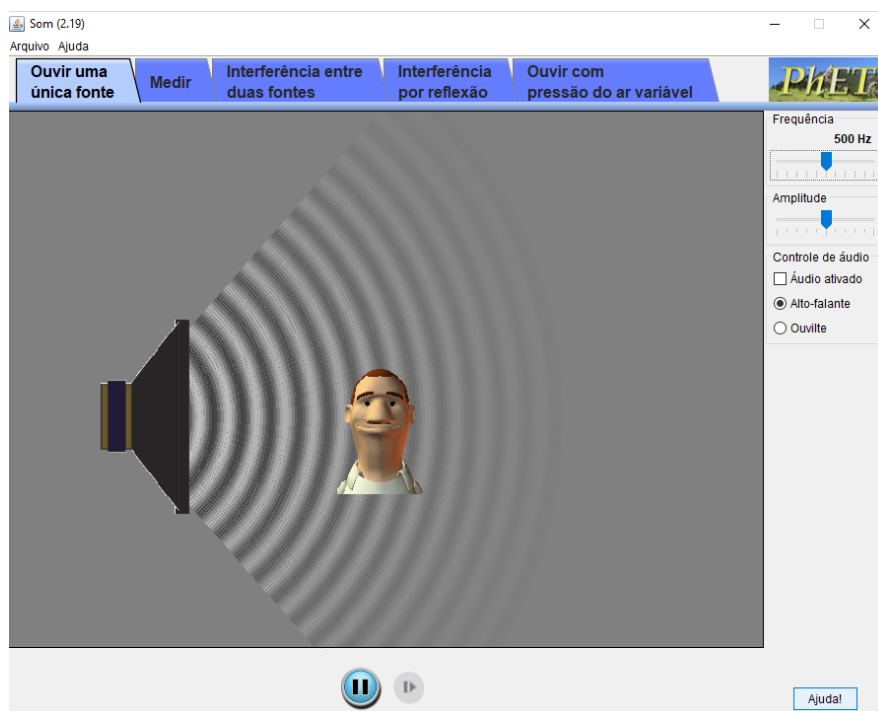 Som (2.19)
Arquivo Ajuda
Ouvir uma
única fonte
Medir
Interferência entre
duas fontes
Interferência
por reflexão
Ouvir com
pressão do ar variável
PhET
Frequência
500 Hz
Amplitude
Controle de áudio
Áudio ativado
Alto-falante
Ouvilte
Ajuda!